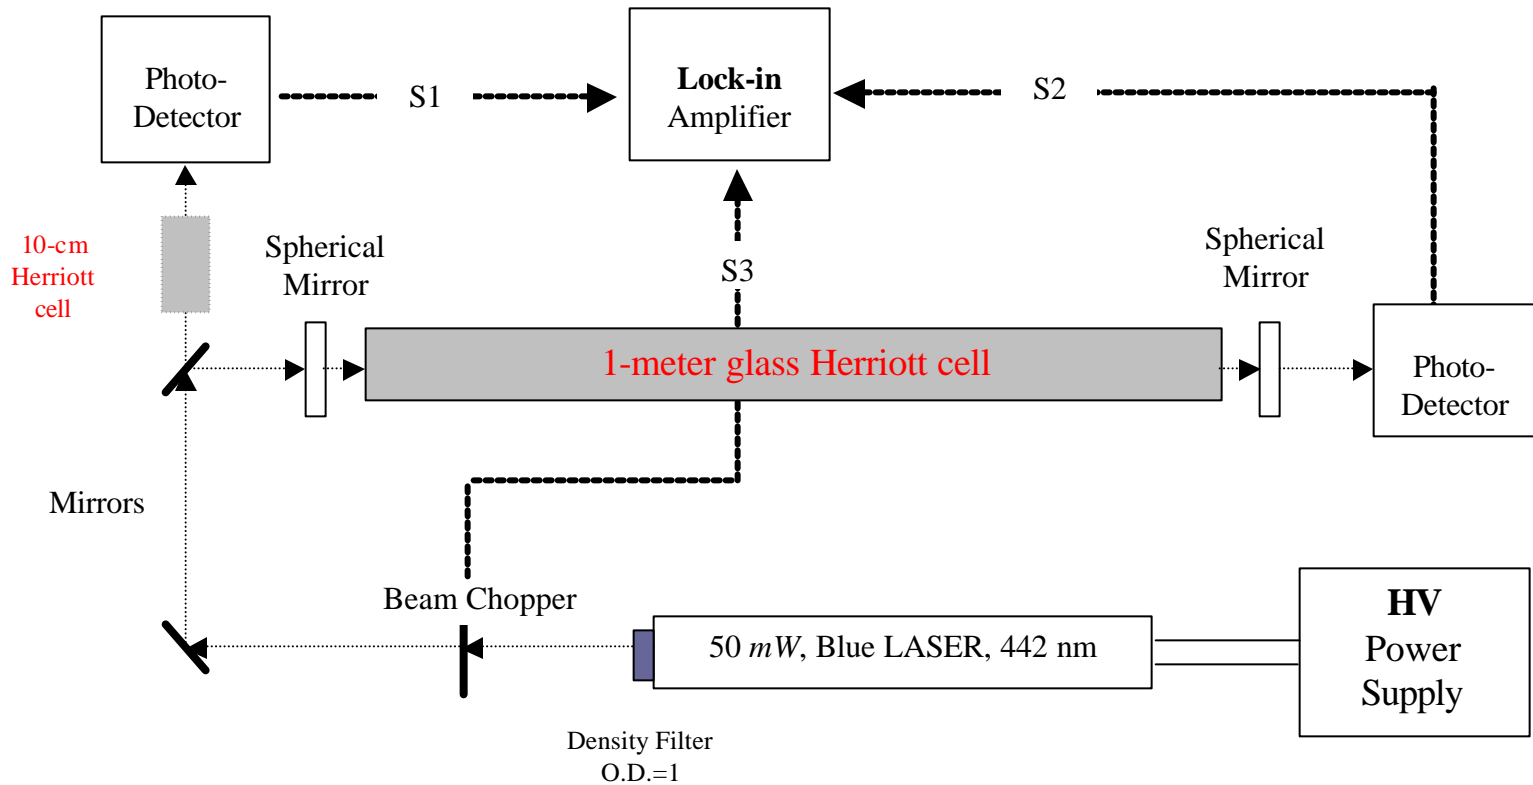 Photo-
Detector
S1
Lock-in
Amplifier
S2
10-cm
Herriott
cell
Spherical
Mirror
S3
Spherical
Mirror
1-meter glass Herriott cell
Photo-
Detector
Mirrors
Beam Chopper
50 mW, Blue LASER, 442 nm
HV
Power
Supply
Density Filter
O.D.=1